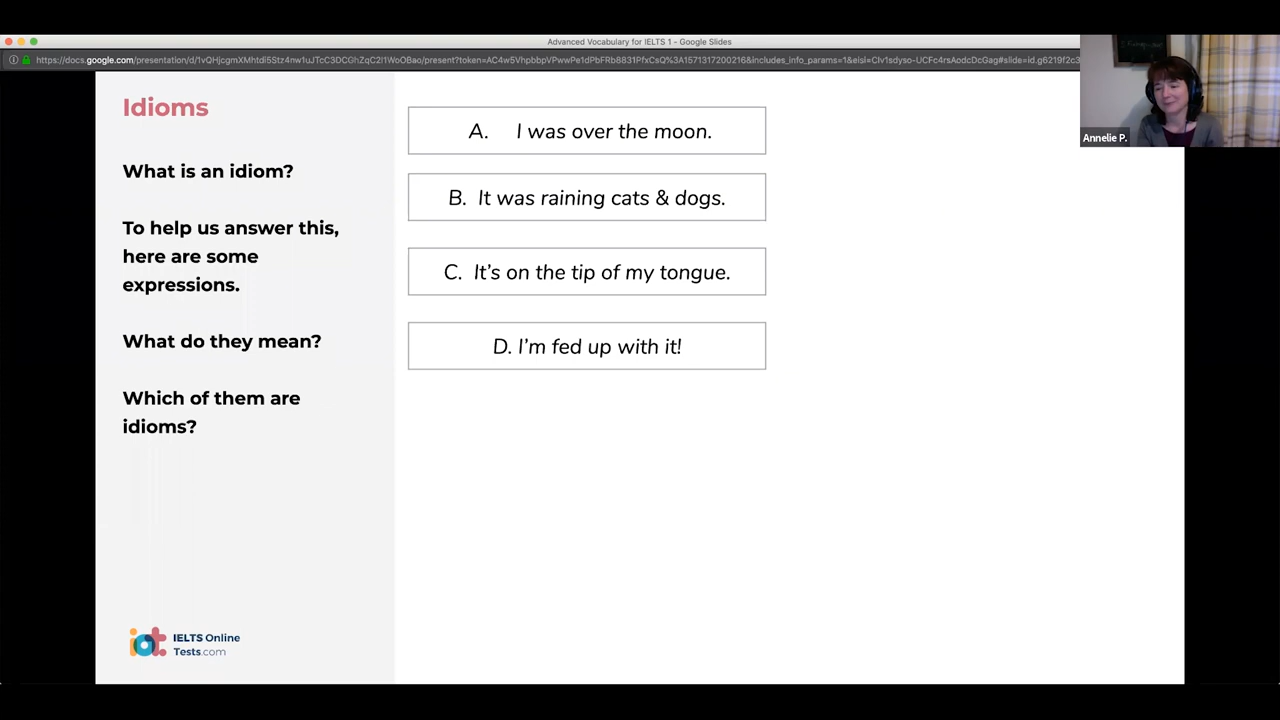 Advanced Vocabulary for IELTS 1 - Google Slides
Idioms
What is an idiom?
To help us answer this,
here are some
expressions.
What do they mean?
Which of them are
idioms?
A. I was over the moon.
B. It was raining cats & dogs.
C. It's on the tip of my tongue.
D. I'm fed up with it!
Annelie P.
iot
IELTS Online
Tests.com